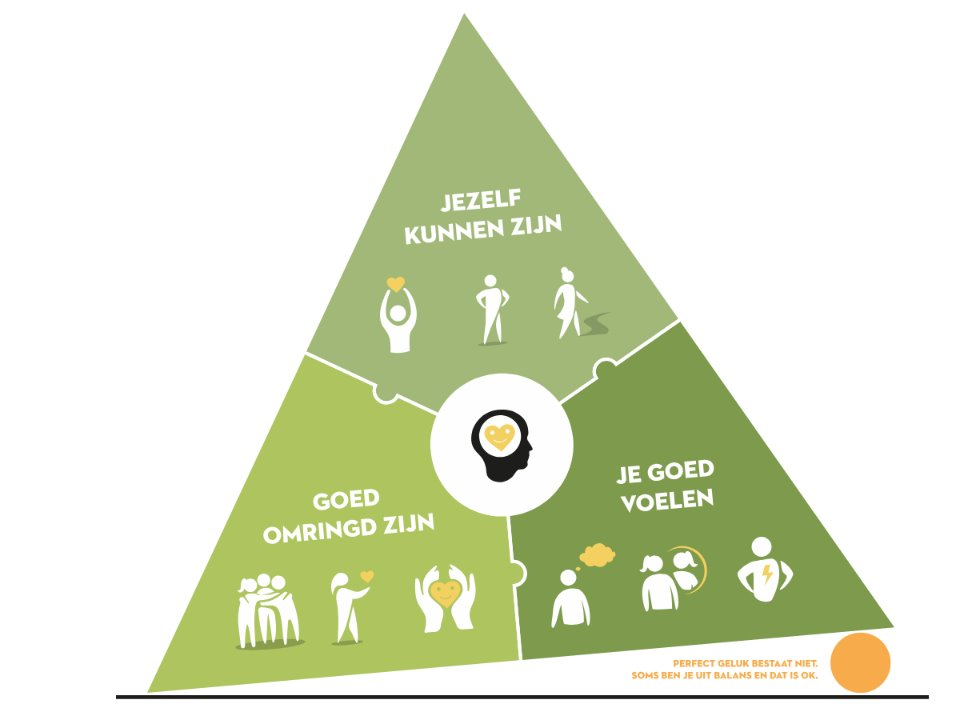 JEZELF
KUNNEN ZIJN
GOED
OMRINGD ZIJN
JE GOED
VOELEN
PERFECT GELUK BESTAAT NIET.
SOMS BEN JE UIT BALANS EN DAT IS OK.